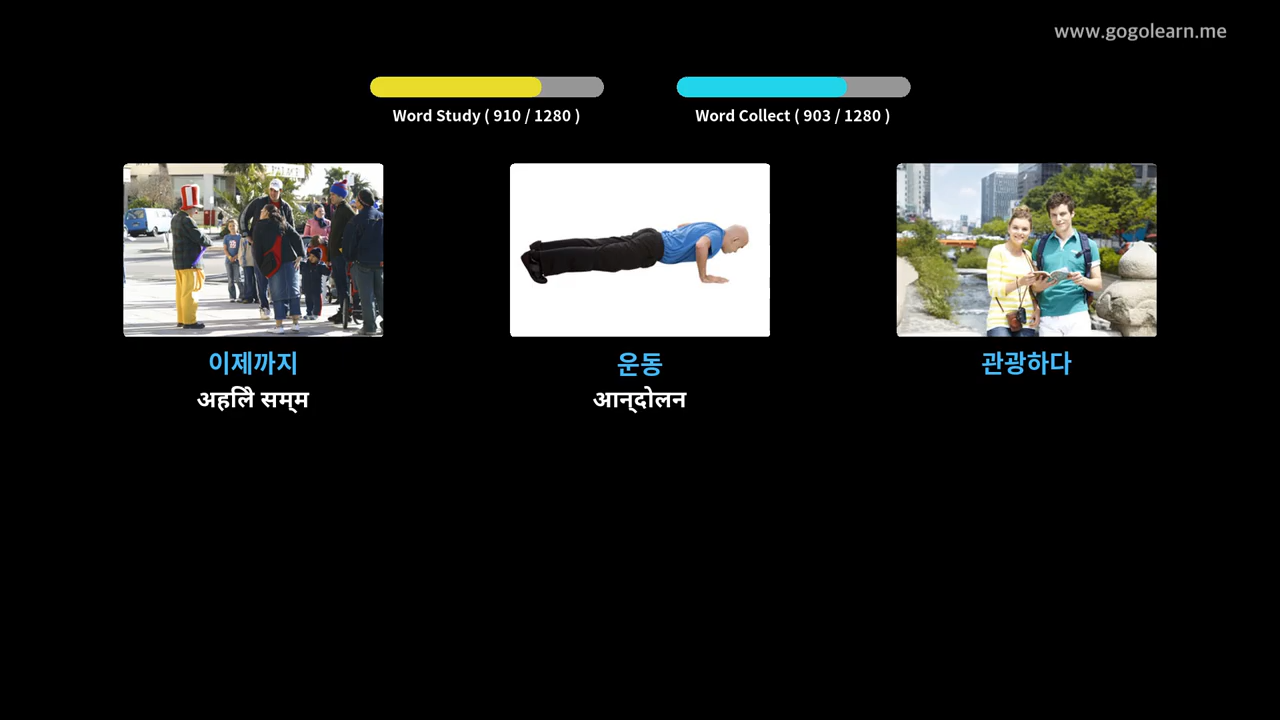 www.gogolearn.me
Word Study ( 910 / 1280 )
Word Collect ( 903 / 1280 )
이제까지
운동
관광하다
अहिले सम्म
आन्दोलन